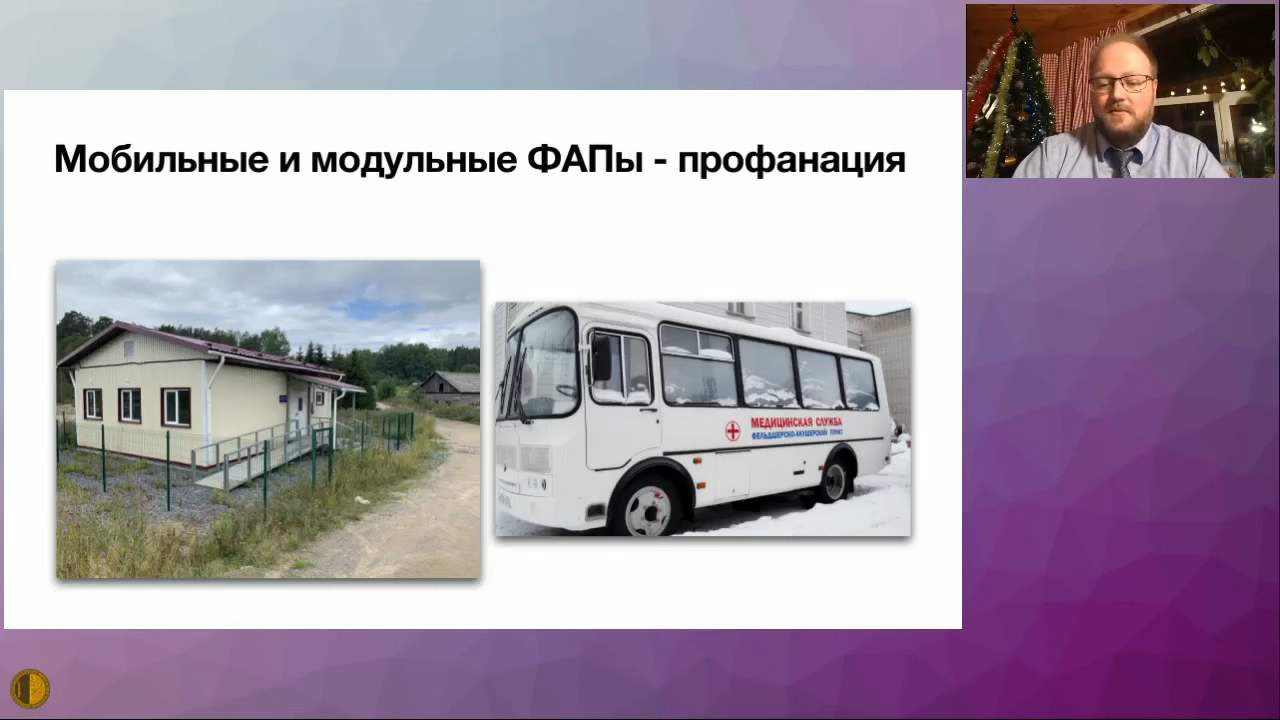 Мобильные и модульные ФАПы - профанация
МЕДИЦИНСКАЯ СЛУЖБА
ФЕЛЬДШЕРСКО-АКУШЕРСКИЙ ПУНКТ